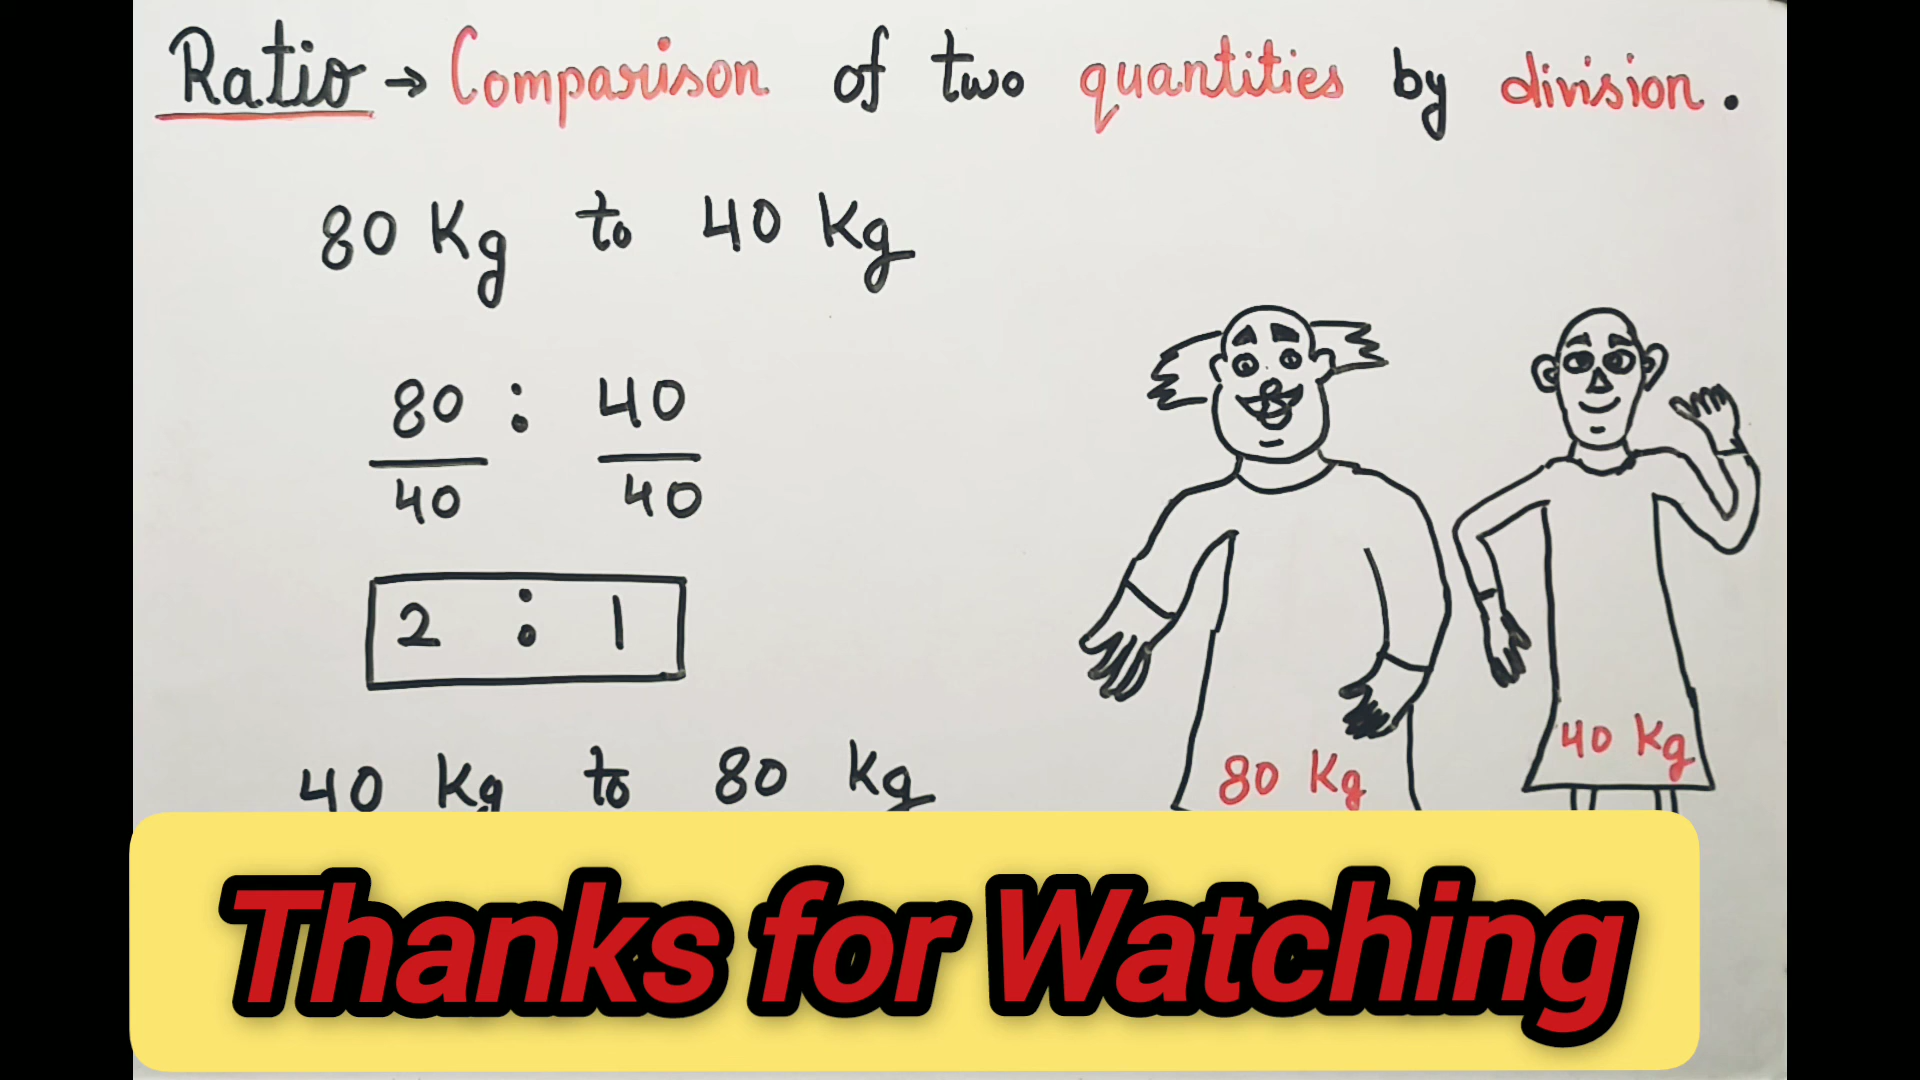 Ratio → Comparison of two quantities by division.
80 Kg to 40 Kg
80 : 40
40 40
2 : 1
80 Kg
40 Kg
40 Kg to 80 Kg
Thanks for Watching